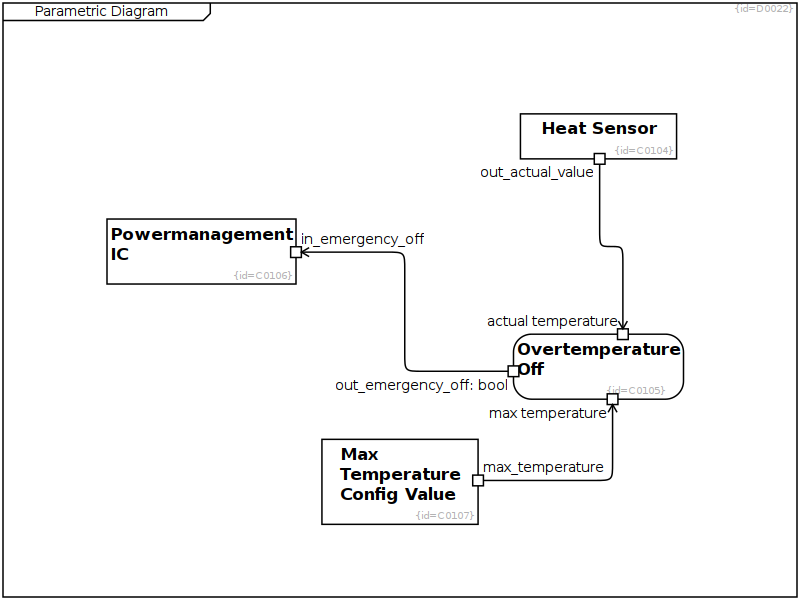 Parametric Diagram
{id=D0022}
Heat Sensor
{id=C0104}
out_actual_value
Powermanagement
IC
{id=C0106}
in_emergency_off
actual temperature
Overtemperature
Off
{id=C0105}
out_emergency_off: bool
max temperature
Max
Temperature
Config Value
{id=C0107}
max_temperature